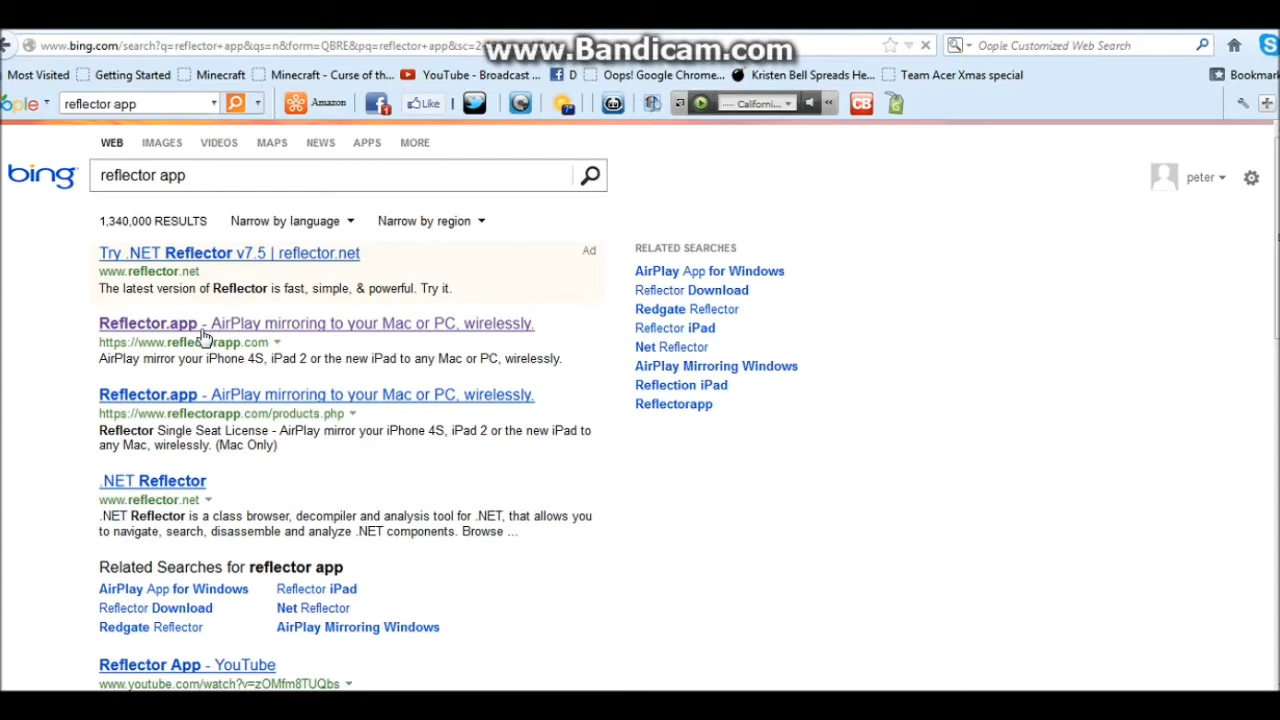 www.bing.com/search?q=reflector+app&qs=n&form=QBRE&pq=reflector+app&sc=2
www.Bandicam.com
Oople Customized Web Search
Most Visited Getting Started Minecraft Minecraft - Curse of th... YouTube - Broadcast ... D Oops! Google Chrome... Kristen Bell Spreads He... Team Acer Xmas special Bookmar
ople reflector app Amazon 1 Like ---- Californi... CB
WEB IMAGES VIDEOS MAPS NEWS APPS MORE
bing reflector app peter
1,340,000 RESULTS Narrow by language Narrow by region
Try .NET Reflector v7.5 | reflector.net Ad
www.reflector.net
The latest version of Reflector is fast, simple, & powerful. Try it.
Reflector.app - AirPlay mirroring to your Mac or PC, wirelessly.
https://www.reflectorapp.com
AirPlay mirror your iPhone 4S, iPad 2 or the new iPad to any Mac or PC, wirelessly.
Reflector.app - AirPlay mirroring to your Mac or PC, wirelessly.
https://www.reflectorapp.com/products.php
Reflector Single Seat License - AirPlay mirror your iPhone 4S, iPad 2 or the new iPad to
any Mac, wirelessly. (Mac Only)
.NET Reflector
www.reflector.net
.NET Reflector is a class browser, decompiler and analysis tool for .NET, that allows you
to navigate, search, disassemble and analyze .NET components. Browse ...
Related Searches for reflector app
AirPlay App for Windows Reflector iPad
Reflector Download Net Reflector
Redgate Reflector AirPlay Mirroring Windows
Reflector App - YouTube
www.youtube.com/watch?v=zOMfm8TUQbs
RELATED SEARCHES
AirPlay App for Windows
Reflector Download
Redgate Reflector
Reflector iPad
Net Reflector
AirPlay Mirroring Windows
Reflection iPad
Reflectorapp